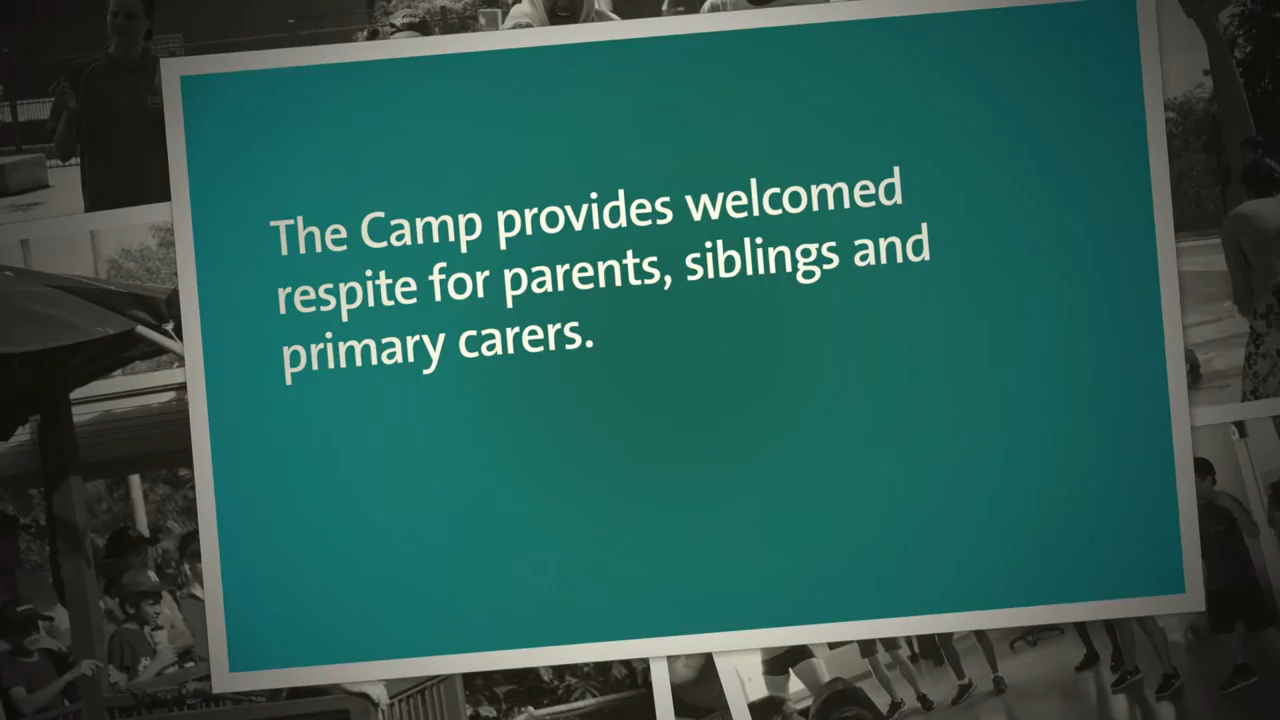 The Camp provides welcomed
respite for parents, siblings and
primary carers.